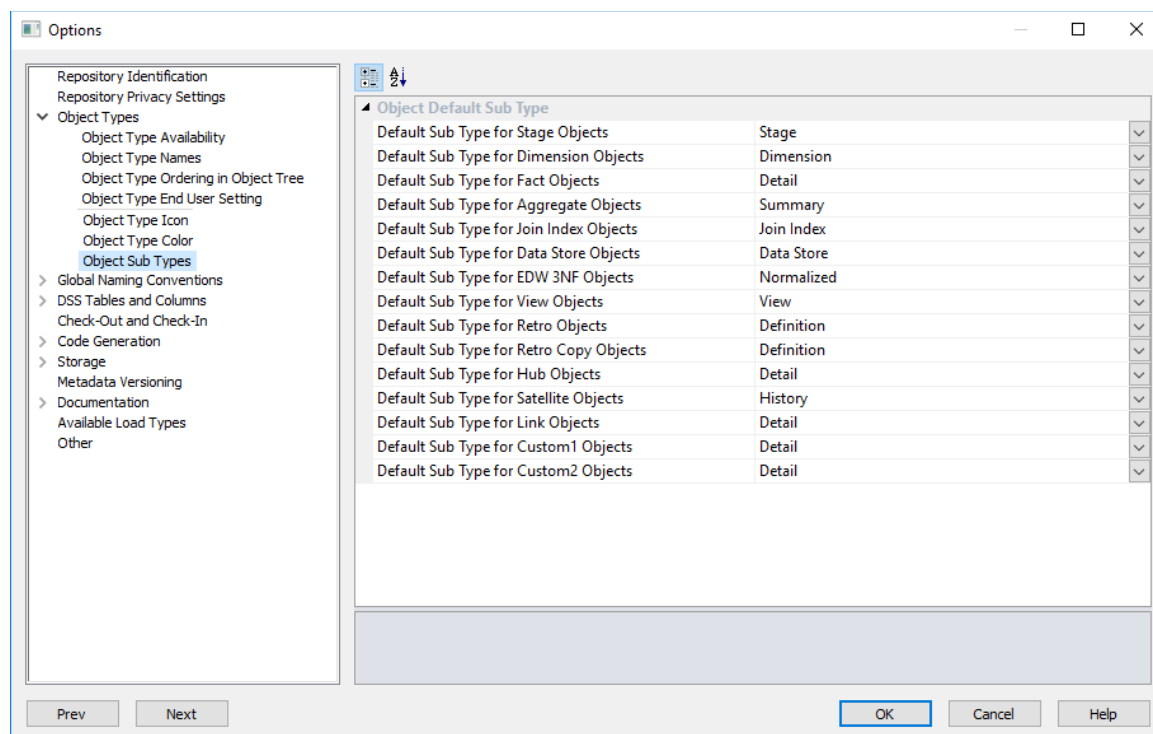 Options
Repository Identification
Repository Privacy Settings
Object Types
Object Type Availability
Object Type Names
Object Type Ordering in Object Tree
Object Type End User Setting
Object Type Icon
Object Type Color
Object Sub Types
Global Naming Conventions
DSS Tables and Columns
Check-Out and Check-In
Code Generation
Storage
Metadata Versioning
Documentation
Available Load Types
Other
Object Default Sub Type
Default Sub Type for Stage Objects Stage
Default Sub Type for Dimension Objects Dimension
Default Sub Type for Fact Objects Detail
Default Sub Type for Aggregate Objects Summary
Default Sub Type for Join Index Objects Join Index
Default Sub Type for Data Store Objects Data Store
Default Sub Type for EDW 3NF Objects Normalized
Default Sub Type for View Objects View
Default Sub Type for Retro Objects Definition
Default Sub Type for Retro Copy Objects Definition
Default Sub Type for Hub Objects Detail
Default Sub Type for Satellite Objects History
Default Sub Type for Link Objects Detail
Default Sub Type for Custom1 Objects Detail
Default Sub Type for Custom2 Objects Detail
Prev Next OK Cancel Help